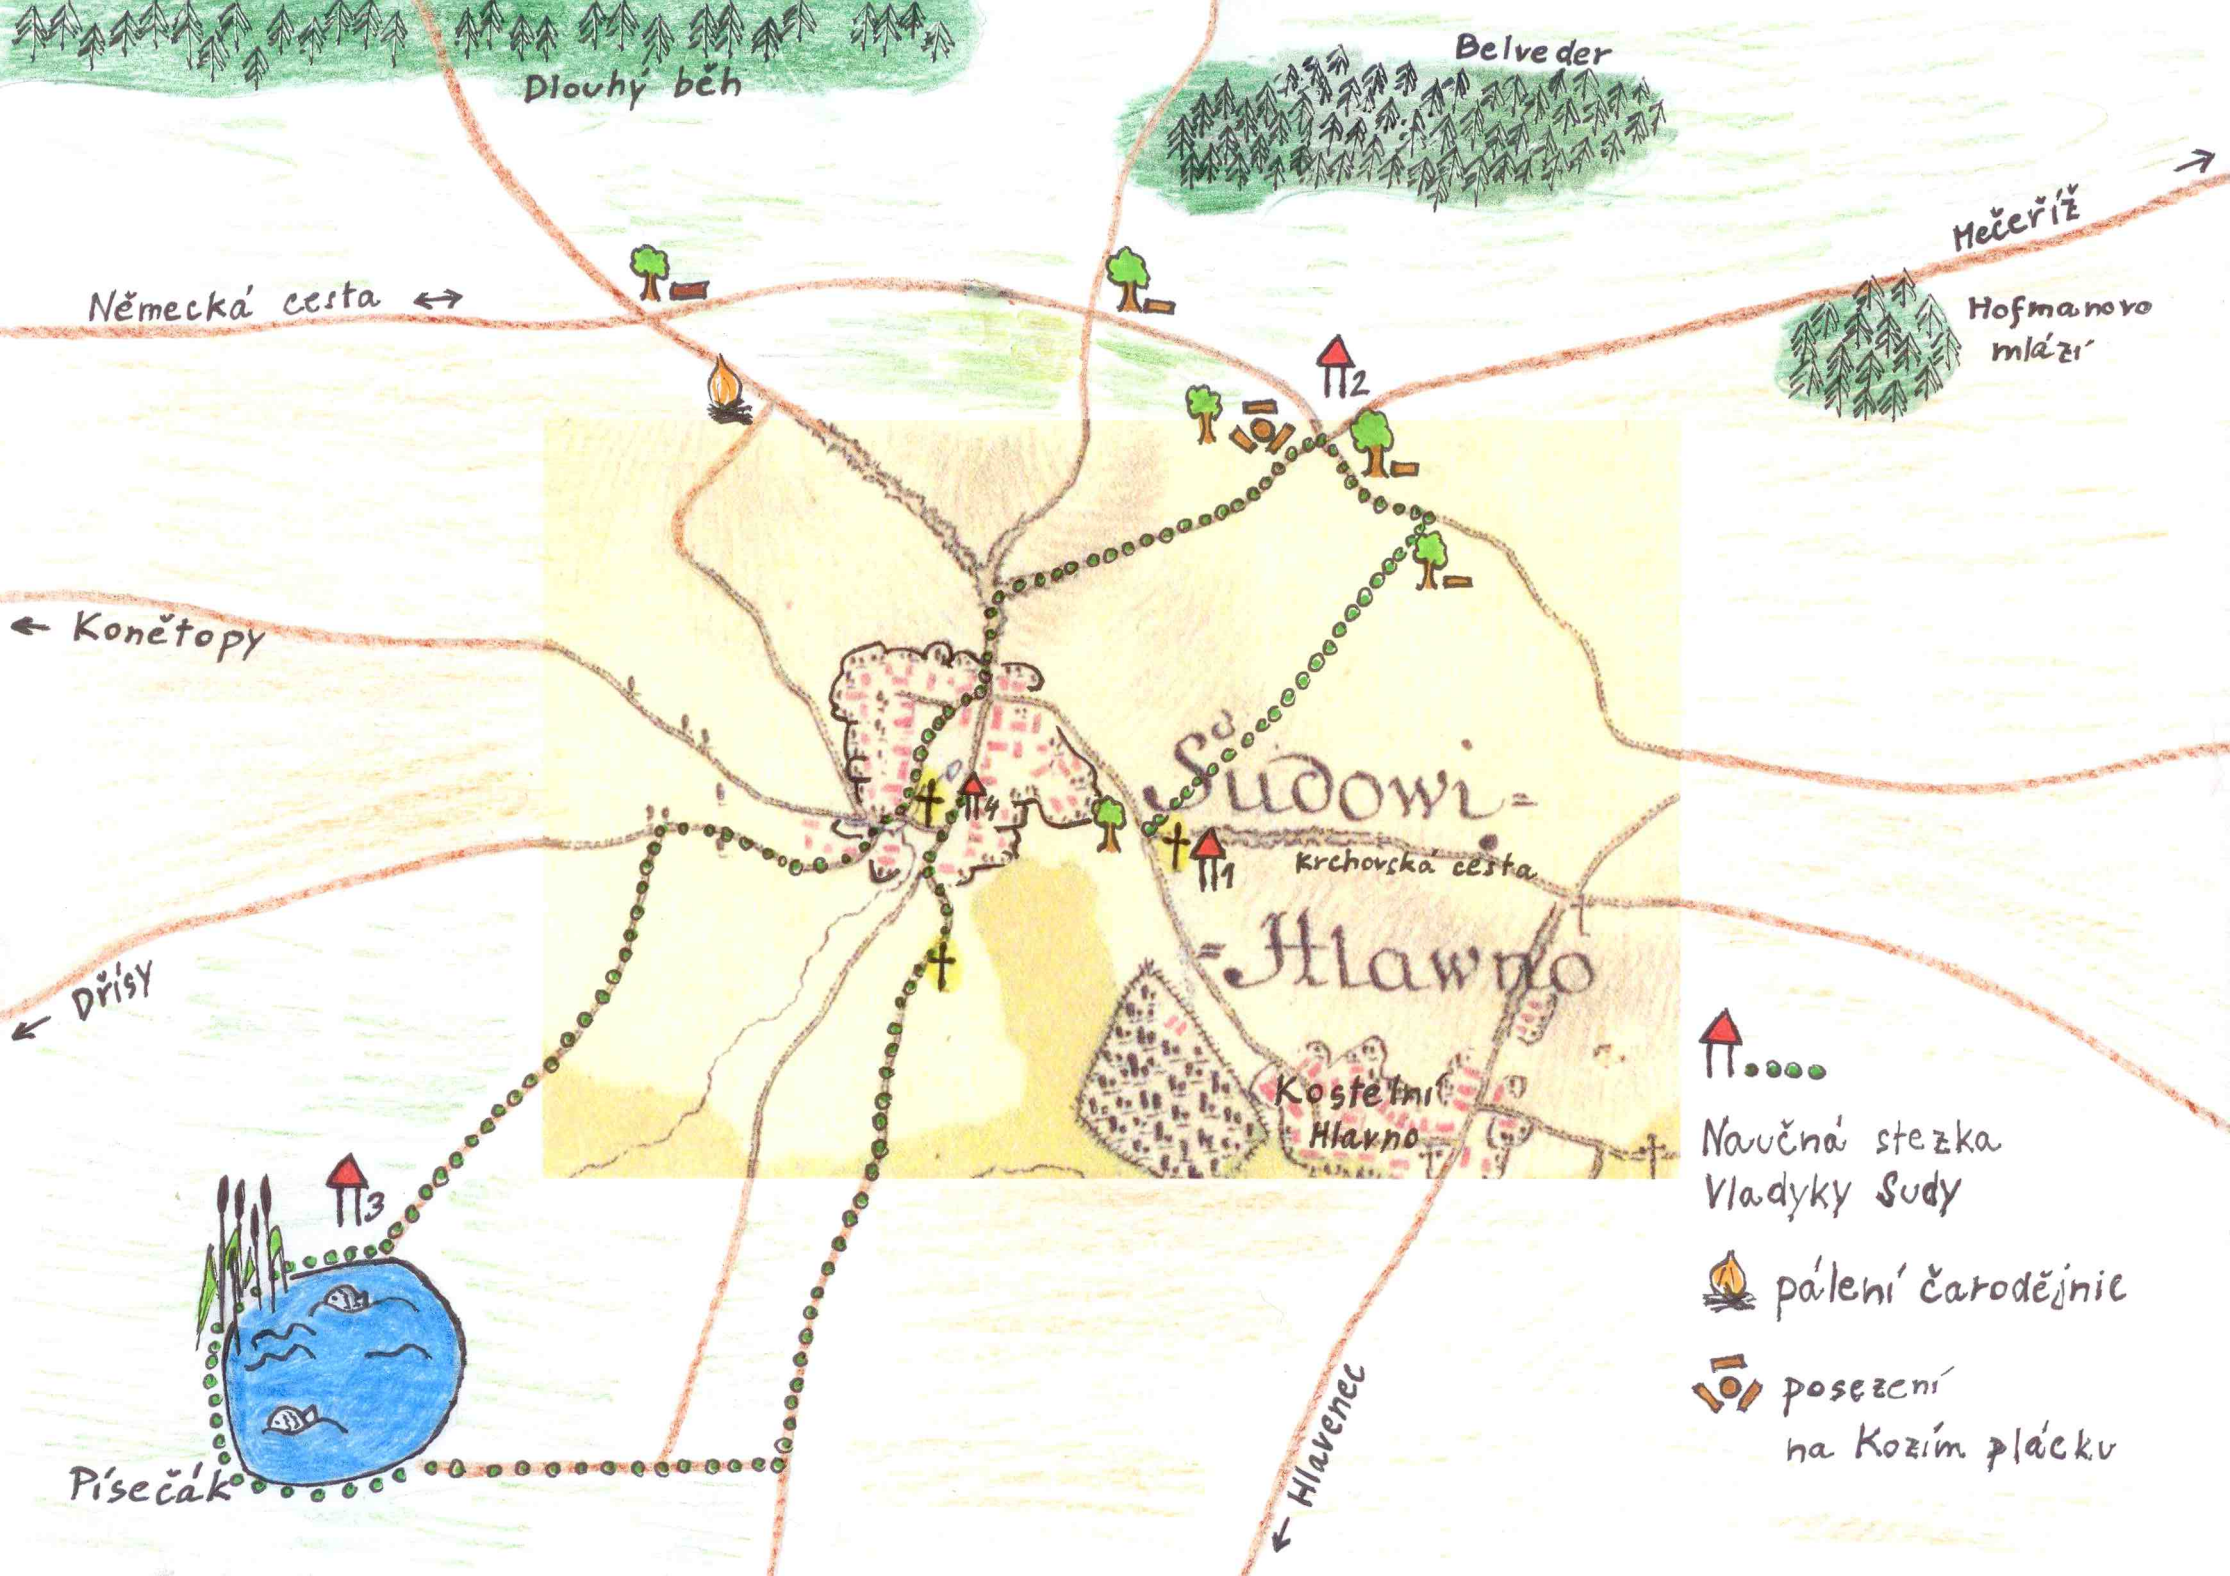 Belveder
Dlouhý běh
Mečeříž
Německá cesta
Hofmanovo
mlází
2
Konětopy
Sůdowi=
4
1
Krchovská cesta
=Hlawno
Dřísy
Kostelní
Hlavno
Naučná stezka
Vladyky Sudy
3
pálení čarodějnic
posezení
na Kozím plácku
Hlavenec
Písečák